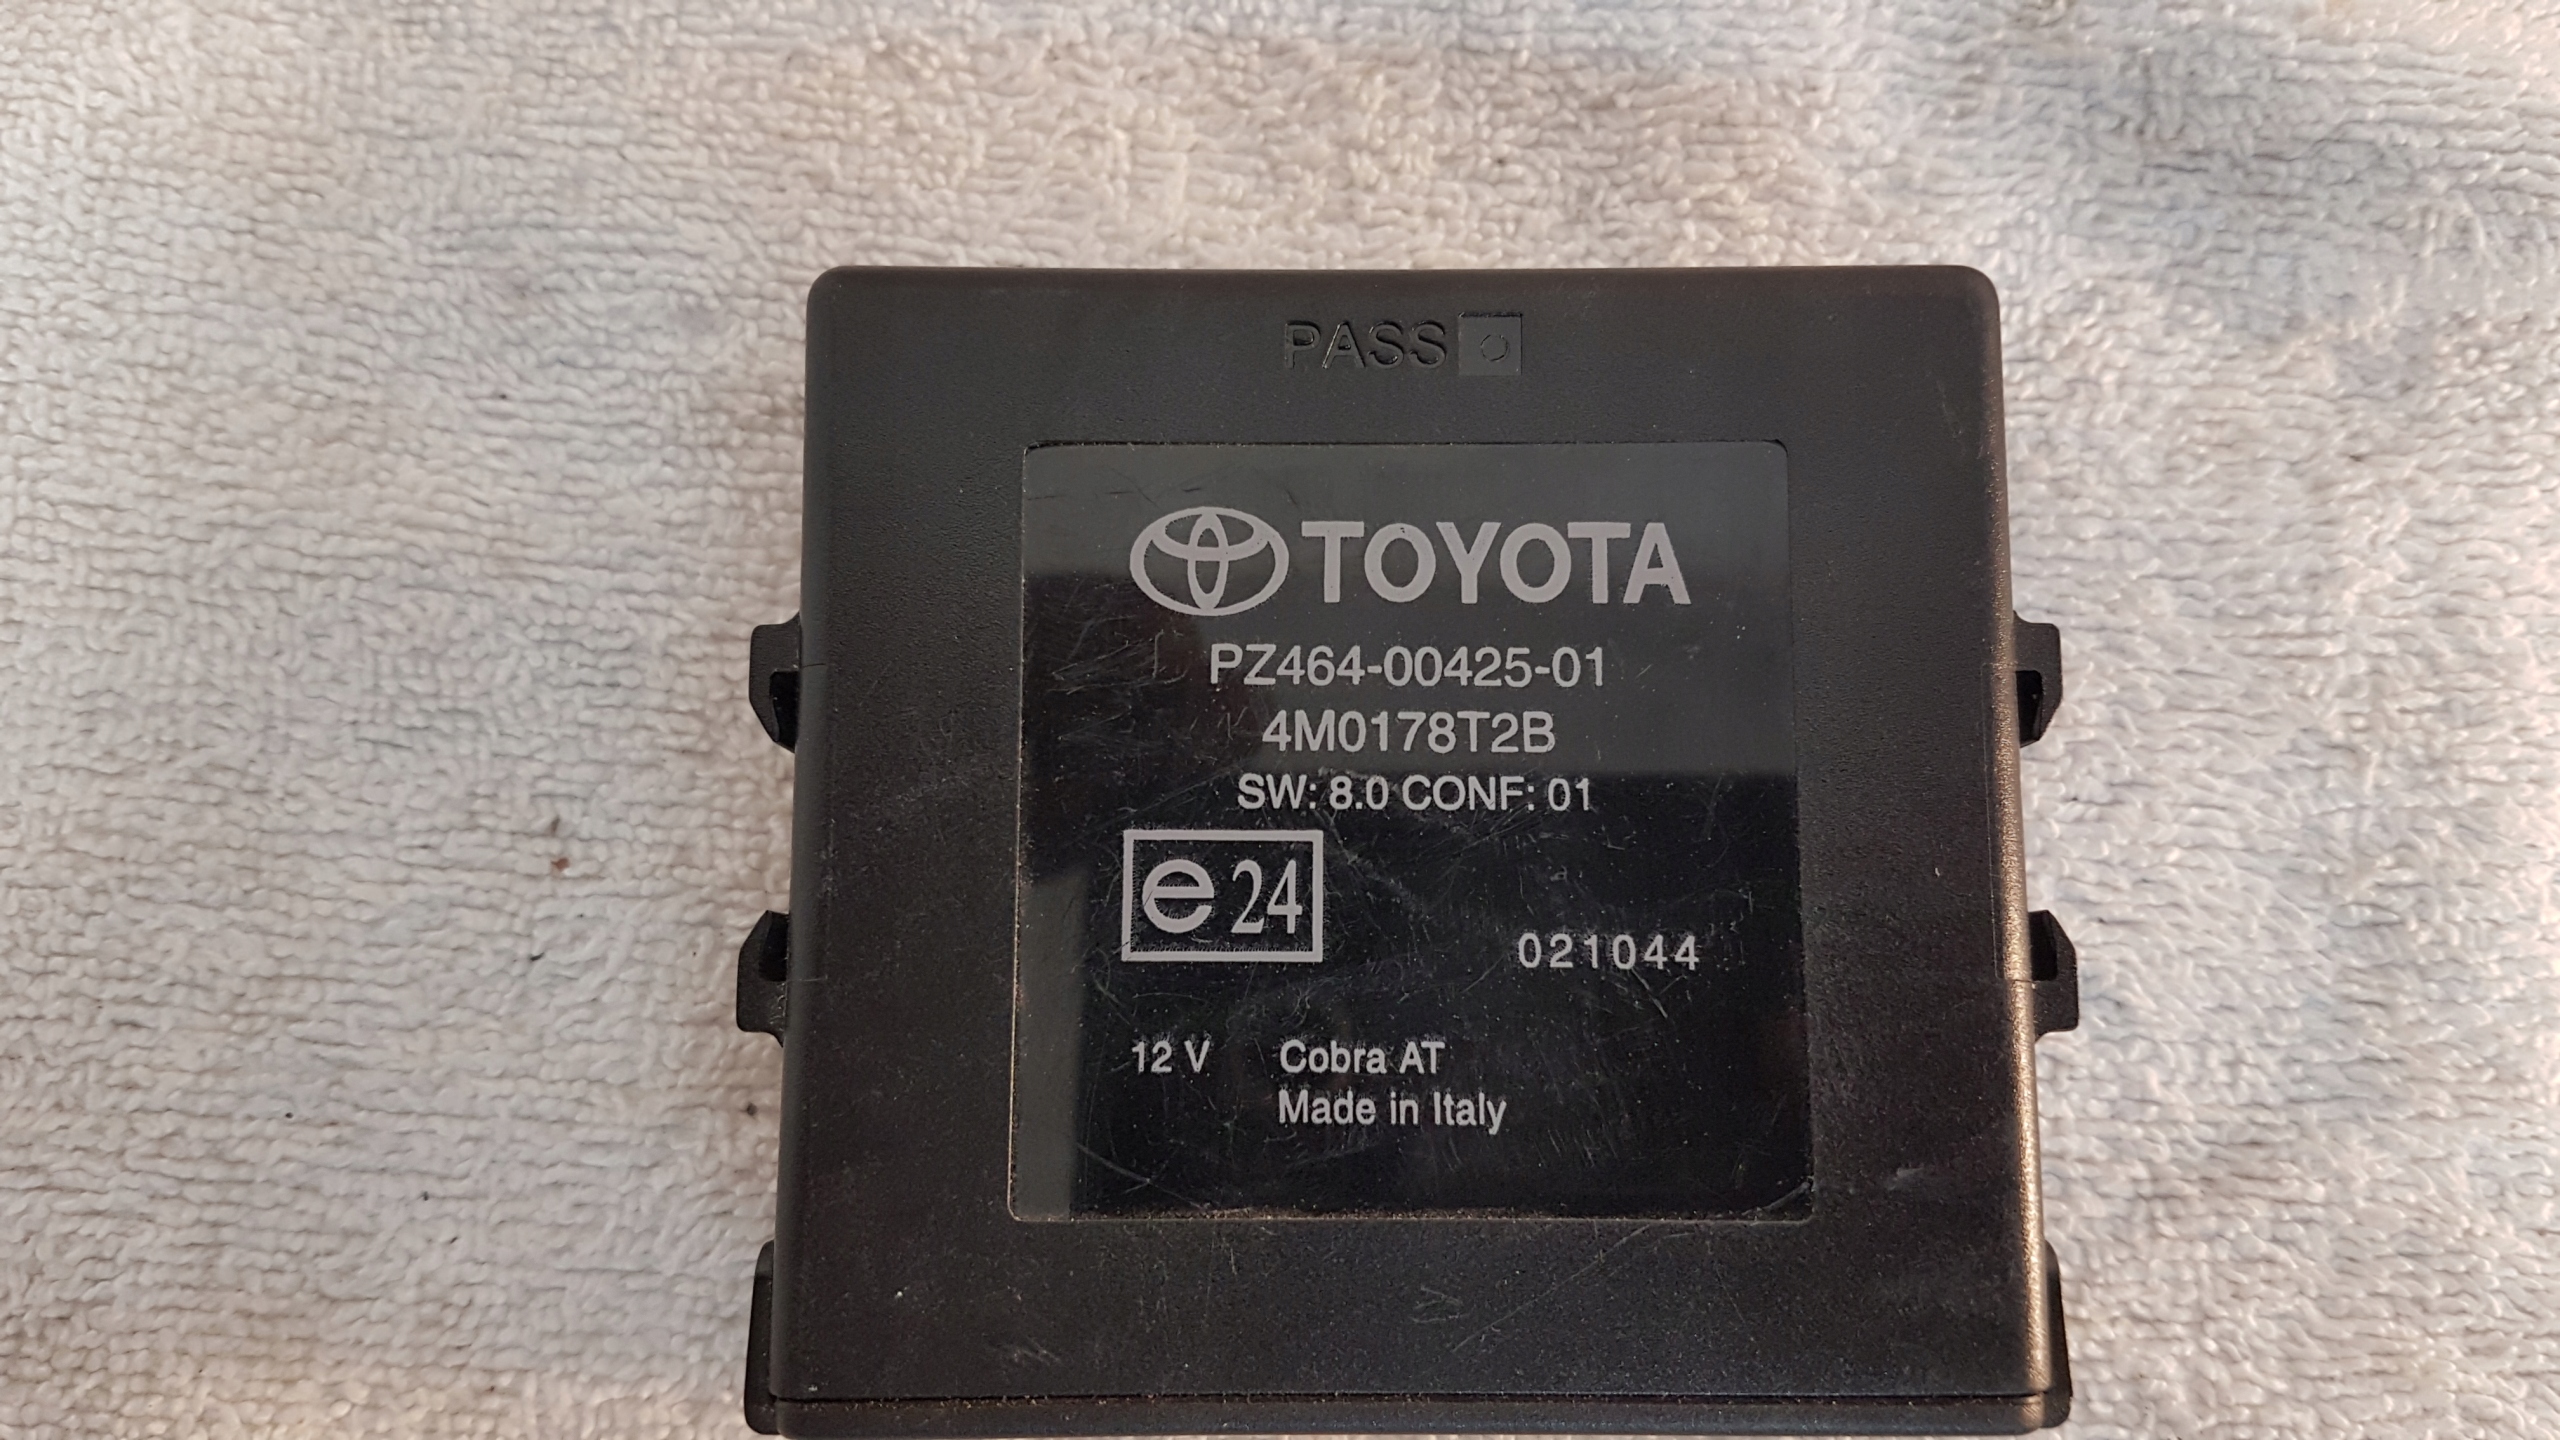 PASS
TOYOTA
PZ464-00425-01
4M0178T2B
SW: 8.0 CONF: 01
e 24
021044
12 V Cobra AT
Made in Italy